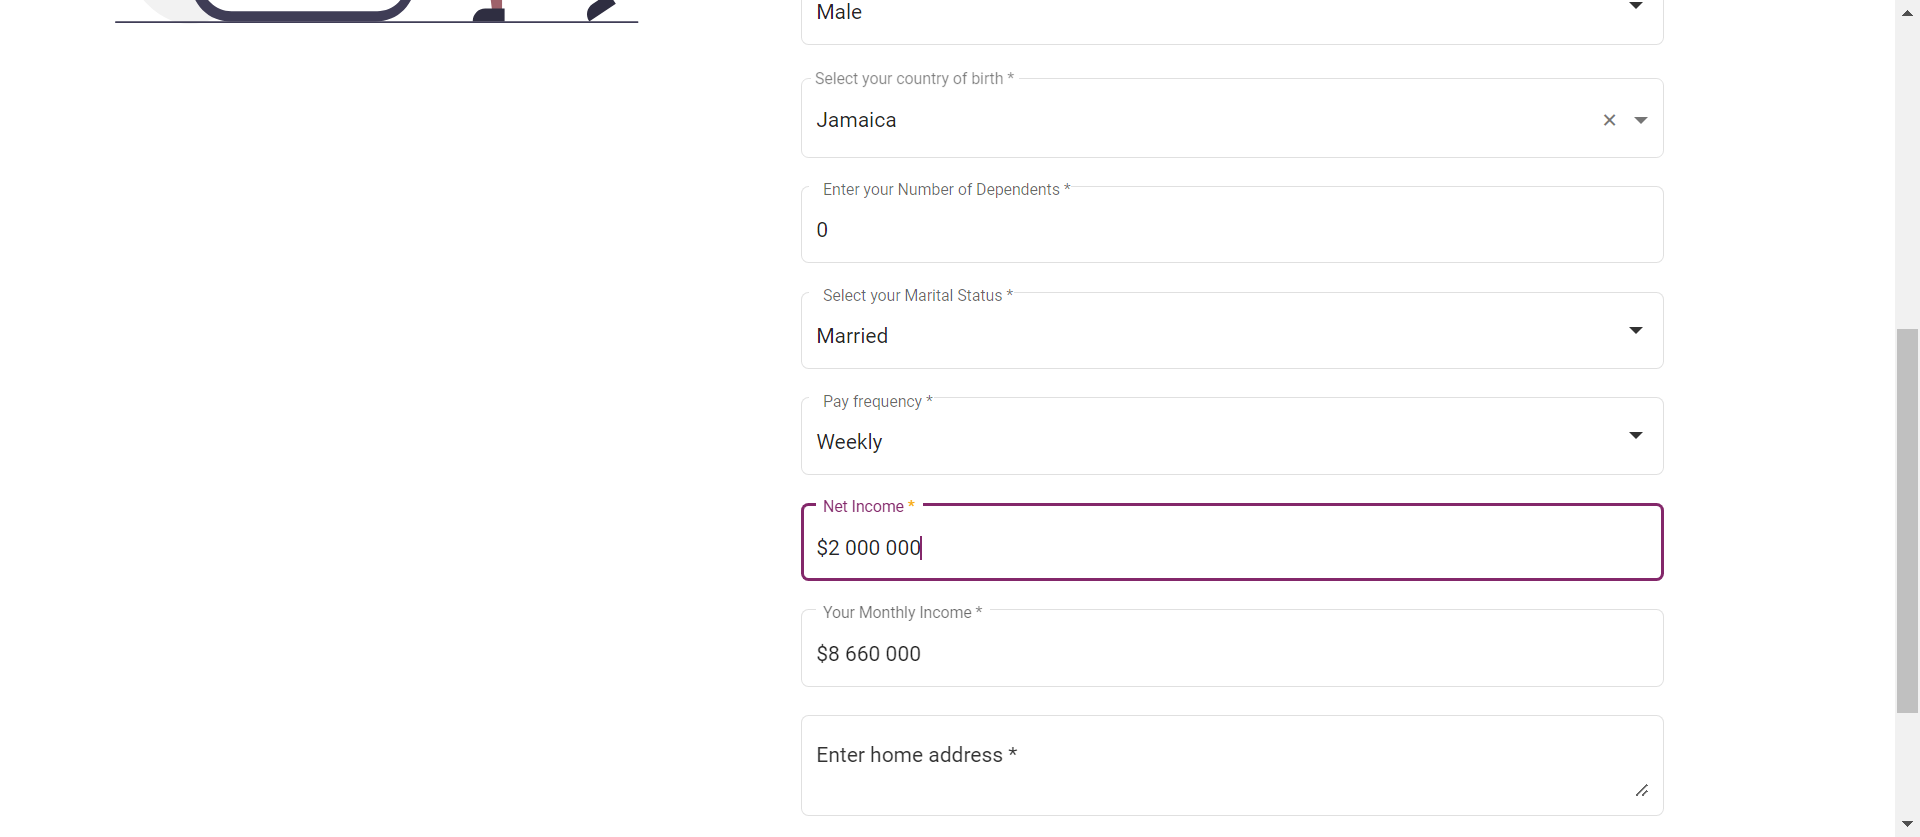 Male
Select your country of birth *
Jamaica
Enter your Number of Dependents *
0
Select your Marital Status *
Married
Pay frequency *
Weekly
Net Income *
$2 000 000
Your Monthly Income *
$8 660 000
Enter home address *